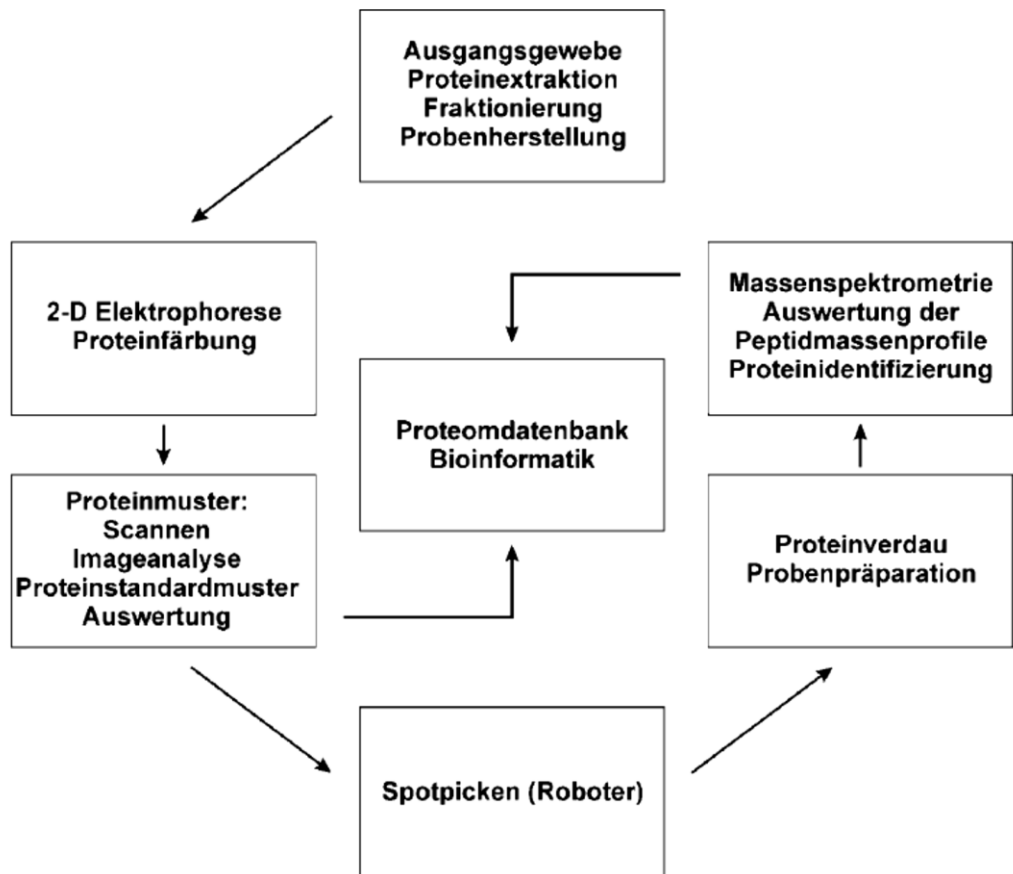 Ausgangsgewebe
Proteinextraktion
Fraktionierung
Probenherstellung
2-D Elektrophorese
Proteinfärbung
Massenspektrometrie
Auswertung der
Peptidmassenprofile
Proteinidentifizierung
Proteomdatenbank
Bioinformatik
Proteinmuster:
Scannen
Imageanalyse
Proteinstandardmuster
Auswertung
Proteinverdau
Probenpräparation
Spotpicken (Roboter)